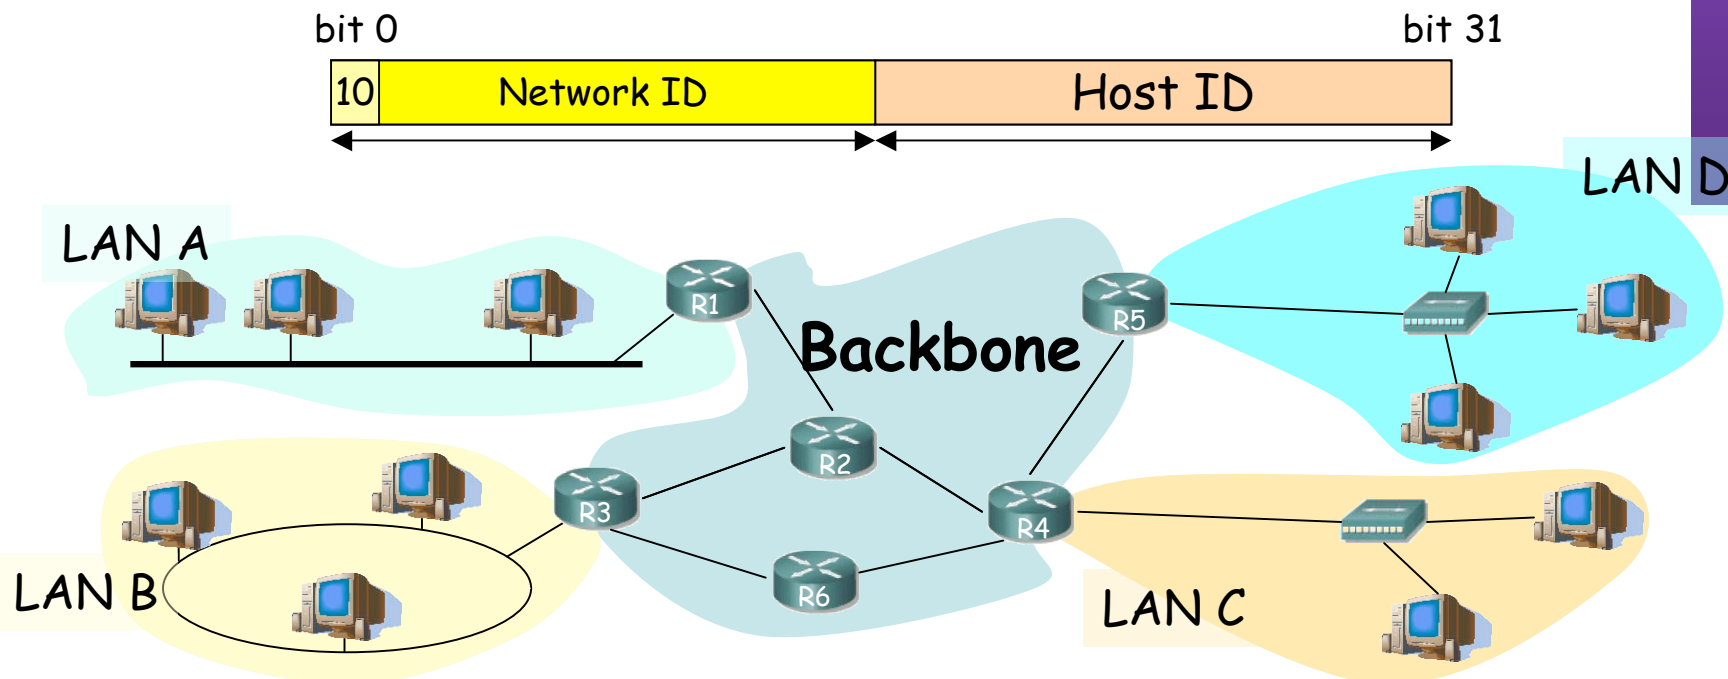 bit 0
bit 31
10
Network ID
Host ID
LAN D
LAN A
R1
R5
Backbone
R2
R3
R4
R6
LAN B
LAN C